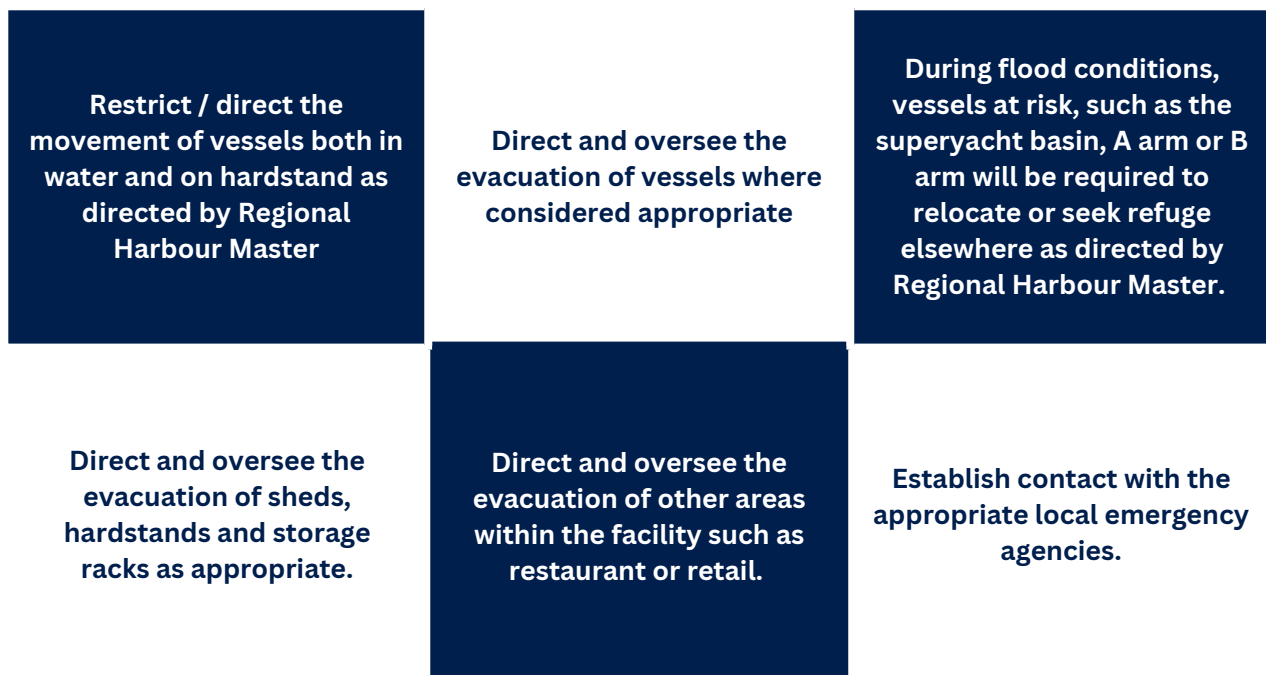 Restrict / direct the
movement of vessels both in
water and on hardstand as
directed by Regional
Harbour Master
Direct and oversee the
evacuation of vessels where
considered appropriate
During flood conditions,
vessels at risk, such as the
superyacht basin, A arm or B
arm will be required to
relocate or seek refuge
elsewhere as directed by
Regional Harbour Master.
Direct and oversee the
evacuation of sheds,
hardstands and storage
racks as appropriate.
Direct and oversee the
evacuation of other areas
within the facility such as
restaurant or retail.
Establish contact with the
appropriate local emergency
agencies.